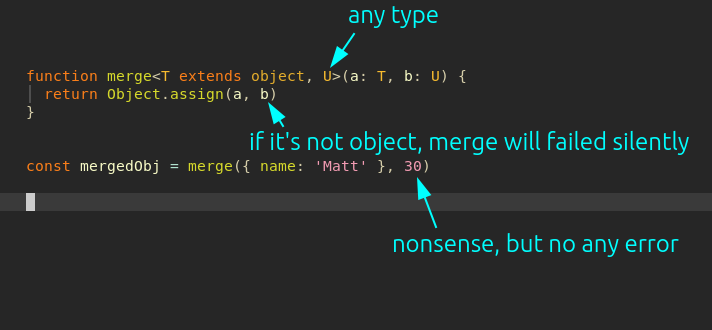 any type
function merge<T extends object, U>(a: T, b: U) {
return Object.assign(a, b)
}
if it's not object, merge will failed silently
const mergedObj = merge({ name: 'Matt' }, 30)
nonsense, but no any error